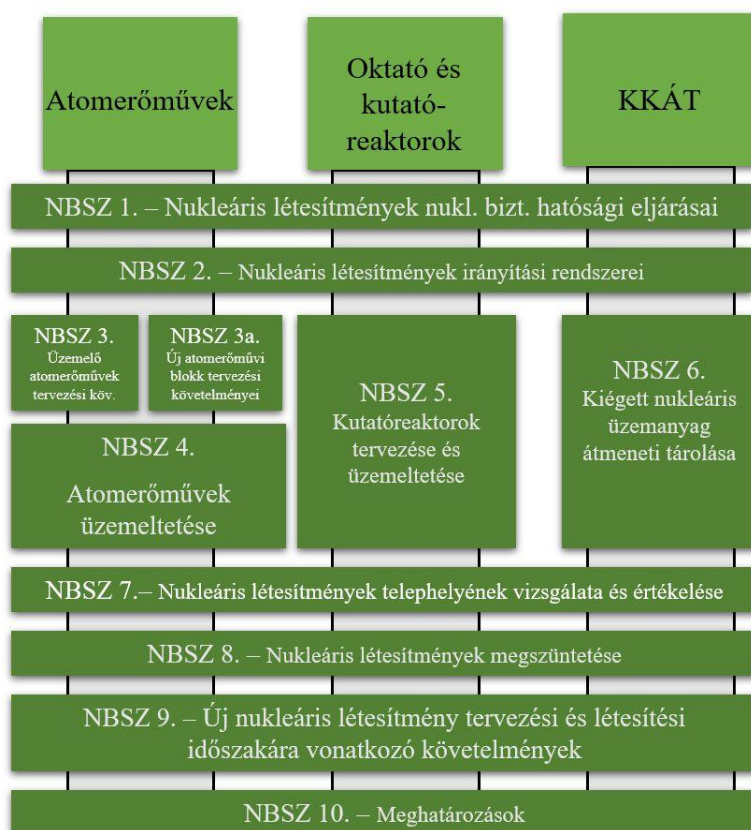 Atomerőművek
Oktató és
kutató-
reaktorok
KKÁT
NBSZ 1. – Nukleáris létesítmények nukl. bizt. hatósági eljárásai
NBSZ 2. – Nukleáris létesítmények irányítási rendszerei
NBSZ 3.
Üzemelő
atomerőművek
tervezési köv.
NBSZ 3a.
Új atomerőművi
blokk tervezési
követelményei
NBSZ 4.
Atomerőművek
üzemeltetése
NBSZ 5.
Kutatóreaktorok
tervezése és
üzemeltetése
NBSZ 6.
Kiégett nukleáris
üzemanyag
átmeneti tárolása
NBSZ 7.– Nukleáris létesítmények telephelyének vizsgálata és értékelése
NBSZ 8. – Nukleáris létesítmények megszüntetése
NBSZ 9. – Új nukleáris létesítmény tervezési és létesítési
időszakára vonatkozó követelmények
NBSZ 10. – Meghatározások